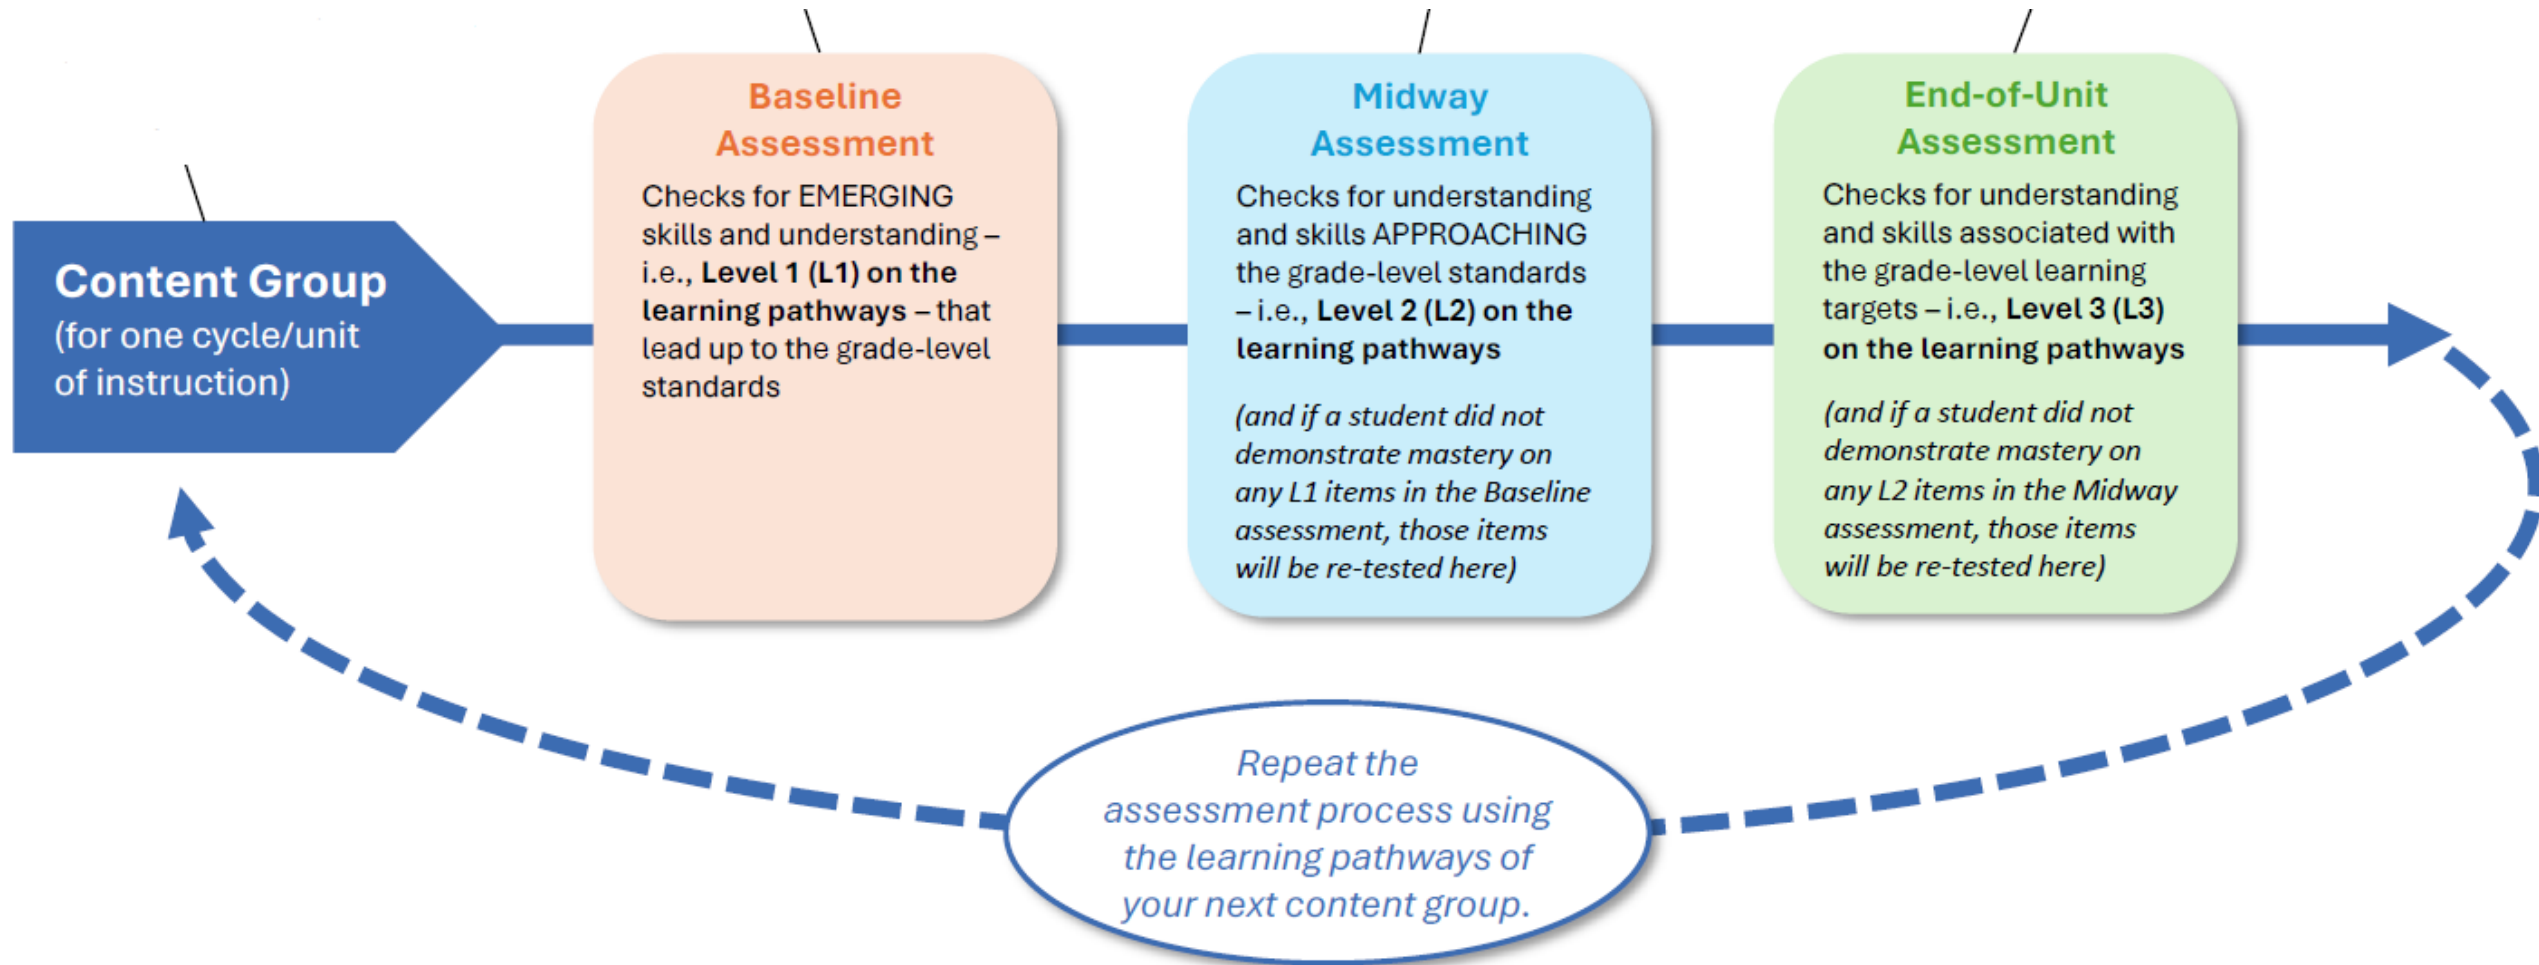 Content Group
(for one cycle/unit
of instruction)
Baseline
Assessment
Checks for EMERGING
skills and understanding –
i.e., Level 1 (L1) on the
learning pathways – that
lead up to the grade-level
standards
Midway
Assessment
Checks for understanding
and skills APPROACHING
the grade-level standards
– i.e., Level 2 (L2) on the
learning pathways
(and if a student did not
demonstrate mastery on
any L1 items in the Baseline
assessment, those items
will be re-tested here)
End-of-Unit
Assessment
Checks for understanding
and skills associated with
the grade-level learning
targets – i.e., Level 3 (L3)
on the learning pathways
(and if a student did not
demonstrate mastery on
any L2 items in the Midway
assessment, those items
will be re-tested here)
Repeat the
assessment process using
the learning pathways of
your next content group.